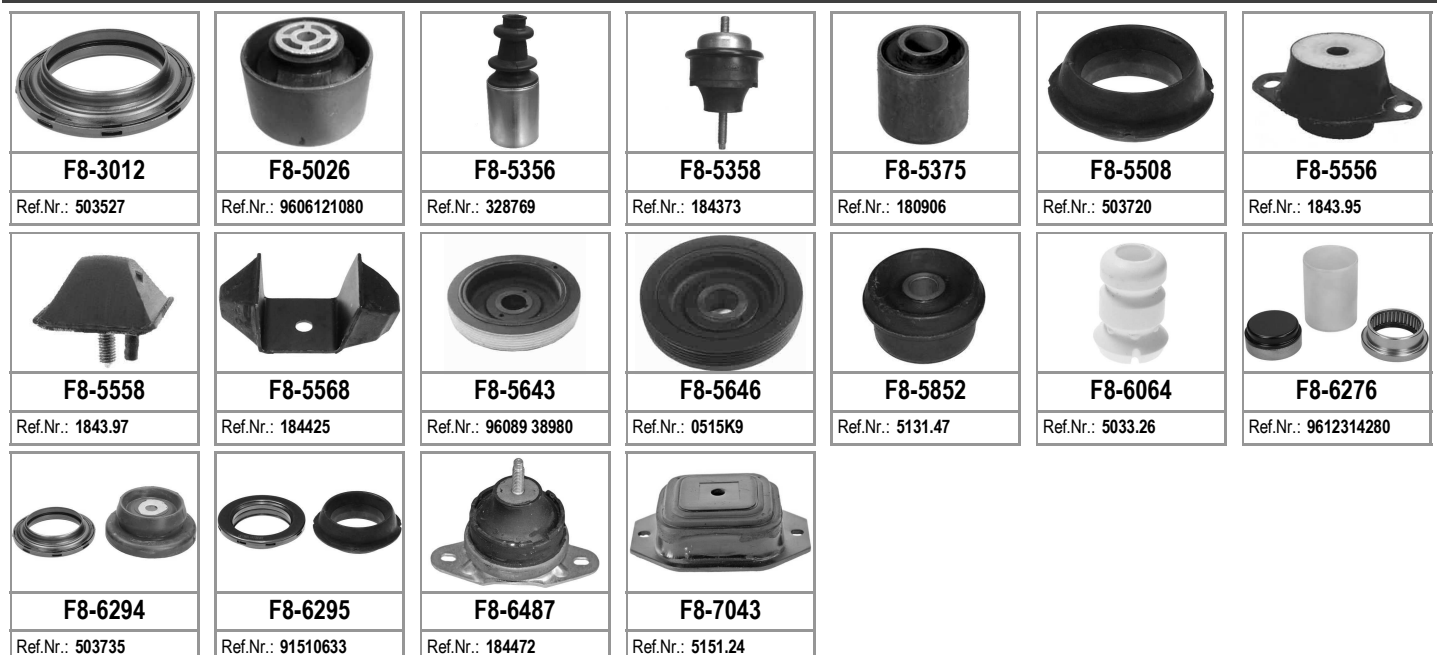 F8-3012 F8-5026 F8-5356 F8-5358 F8-5375 F8-5508 F8-5556
Ref.Nr.: 503527 Ref.Nr.: 9606121080 Ref.Nr.: 328769 Ref.Nr.: 184373 Ref.Nr.: 180906 Ref.Nr.: 503720 Ref.Nr.: 1843.95
F8-5558 F8-5568 F8-5643 F8-5646 F8-5852 F8-6064 F8-6276
Ref.Nr.: 1843.97 Ref.Nr.: 184425 Ref.Nr.: 96089 38980 Ref.Nr.: 0515K9 Ref.Nr.: 5131.47 Ref.Nr.: 5033.26 Ref.Nr.: 9612314280
F8-6294 F8-6295 F8-6487 F8-7043
Ref.Nr.: 503735 Ref.Nr.: 91510633 Ref.Nr.: 184472 Ref.Nr.: 5151.24